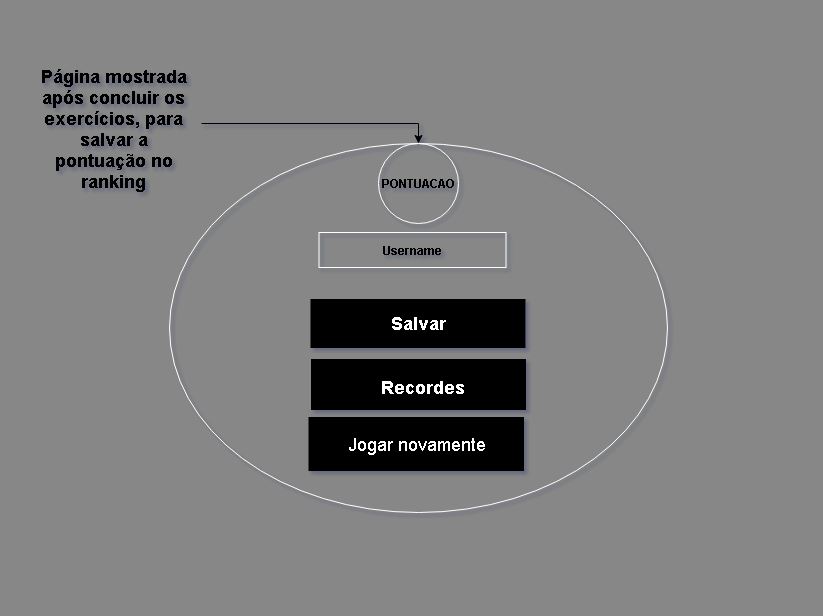 Página mostrada
após concluir os
exercícios, para
salvar a
pontuação no
ranking
PONTUACAO
Username
Salvar
Recordes
Jogar novamente